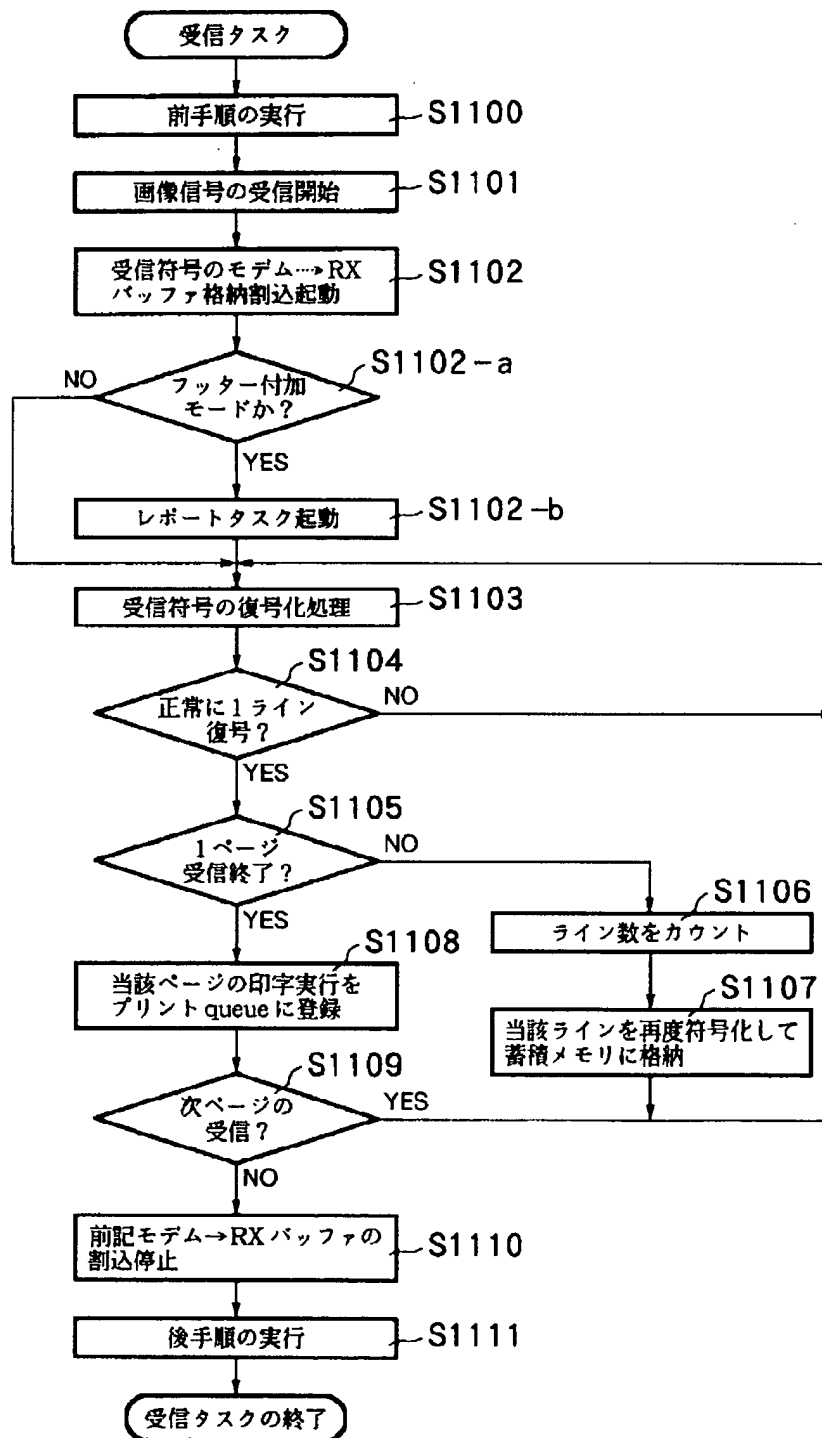 受信タスク
前手順の実行
S1100
画像信号の受信開始
S1101
受信符号のモデム…→RX
バッファ格納割込起動
S1102
S1102-a
フッター付加
モードか？
NO
YES
レポートタスク起動
S1102-b
受信符号の復号化処理
S1103
S1104
正常に1ライン
復号？
NO
YES
S1105
1ページ
受信終了？
NO
YES
S1106
ライン数をカウント
S1108
当該ページの印字実行を
プリントqueueに登録
S1107
当該ラインを再度符号化して
蓄積メモリに格納
S1109
次ページの
受信？
YES
NO
前記モデム→RXバッファの
割込停止
S1110
後手順の実行
S1111
受信タスクの終了